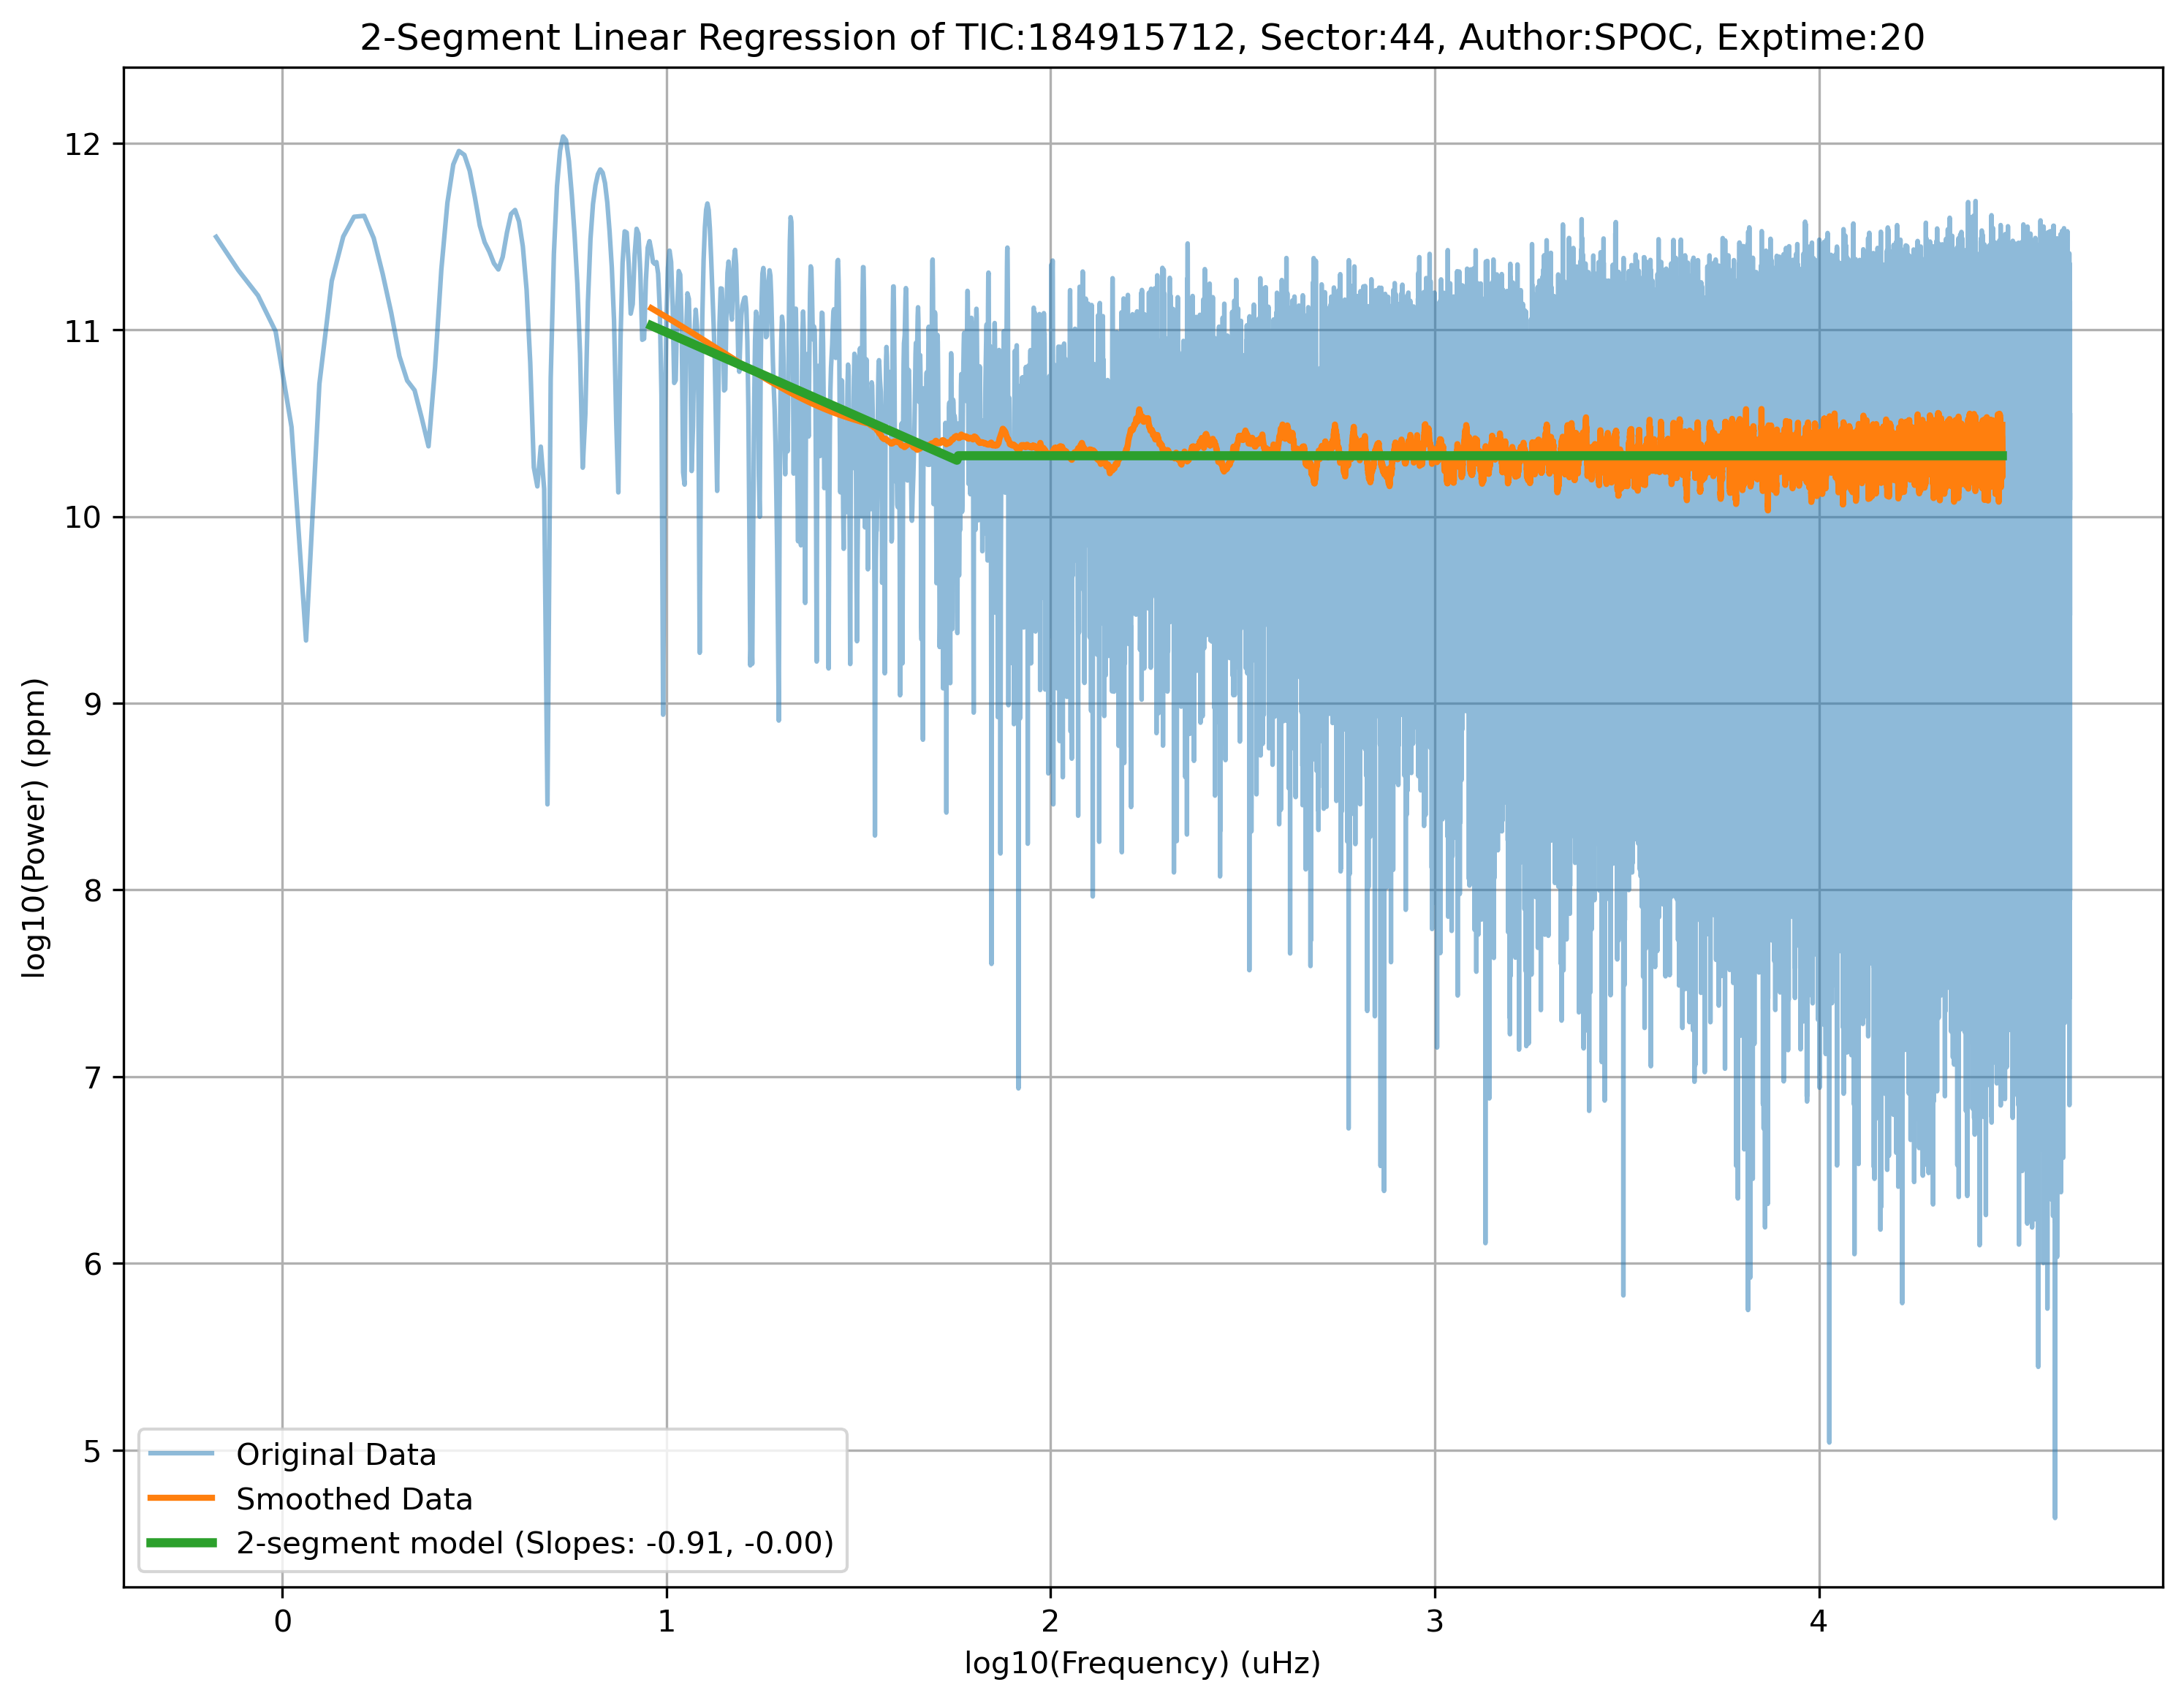 2-Segment Linear Regression of TIC:184915712, Sector:44, Author:SPOC, Exptime:20
12
11
10
9
8
7
6
5
log10(Power) (ppm)
Original Data
Smoothed Data
2-segment model (Slopes: -0.91, -0.00)
0 1 2 3 4
log10(Frequency) (uHz)